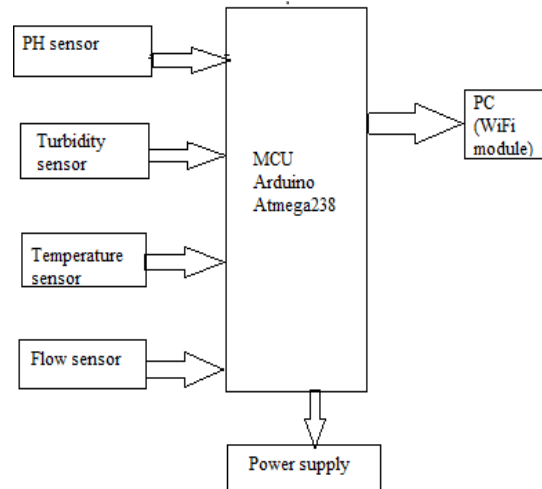 PH sensor
Turbidity
sensor
Temperature
sensor
Flow sensor
MCU
Arduino
Atmega238
PC
(WiFi
module)
Power supply